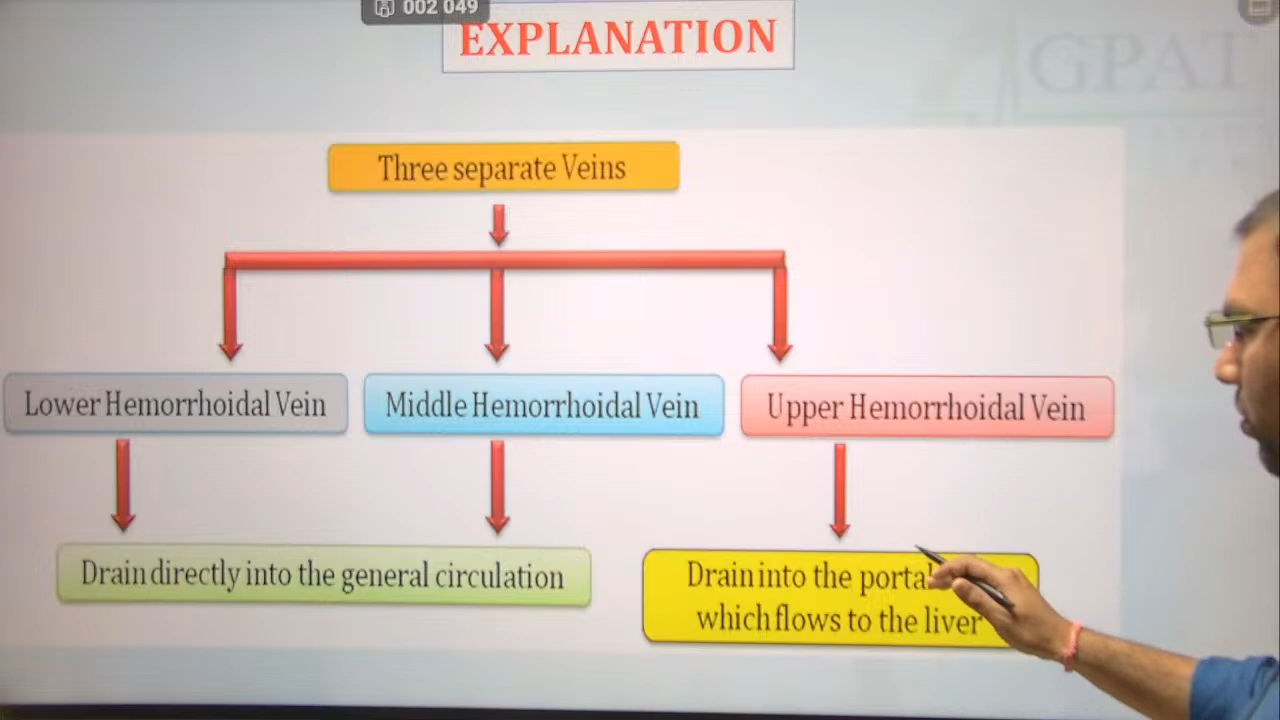 002 049
EXPLANATION
GPAT
Three separate Veins
Lower Hemorrhoidal Vein
Middle Hemorrhoidal Vein
Upper Hemorrhoidal Vein
Drain directly into the general circulation
Drain into the portal
which flows to the liver